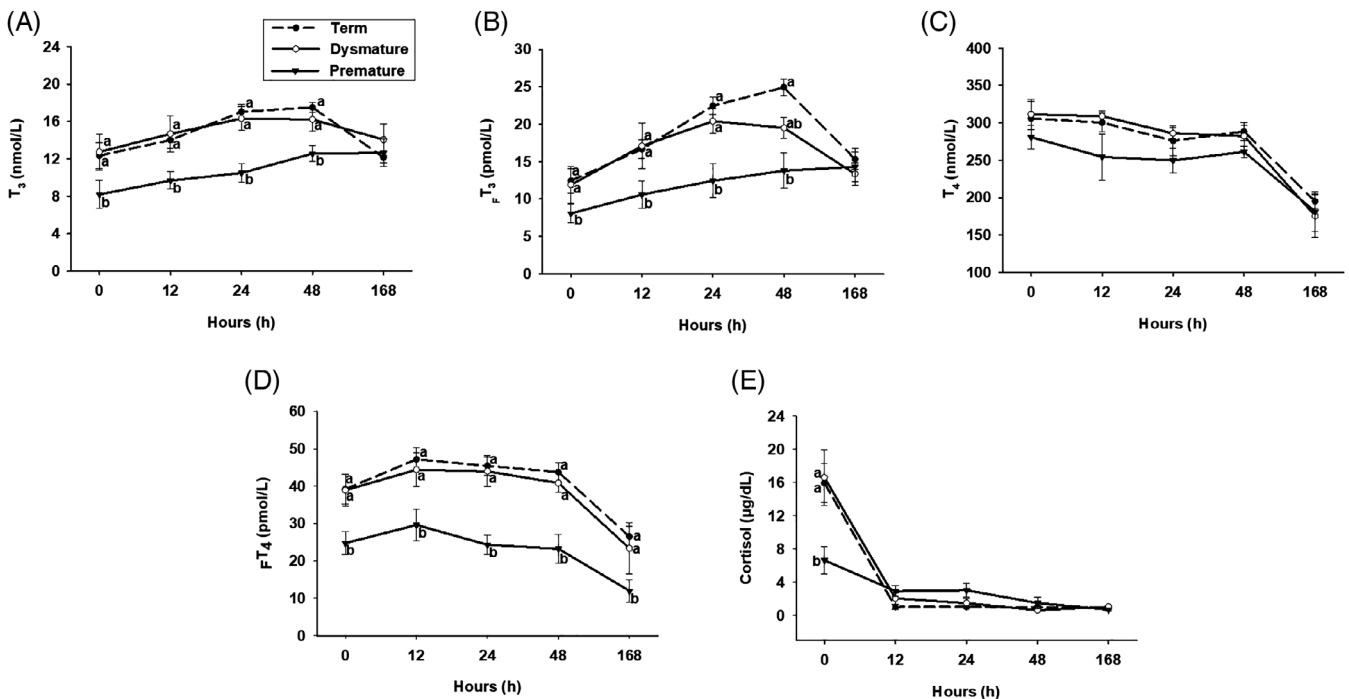 (A)
Term
Dysmature
Premature
24
20
16
12
8
4
0
T3 (nmol/L)
a a a a
a a a a
b b b b
0 12 24 48 168
Hours (h)
(B)
30
25
20
15
10
5
0
FT3 (pmol/L)
a a a a
a a a ab
b b b b
0 12 24 48 168
Hours (h)
(C)
400
350
300
250
200
150
100
T4 (nmol/L)
0 12 24 48 168
Hours (h)
(D)
60
50
40
30
20
10
0
FT4 (pmol/L)
a a a a a
a a a a a
b b b b b
0 12 24 48 168
Hours (h)
(E)
24
20
16
12
8
4
0
Cortisol (µg/dL)
a
a
b
0 12 24 48 168
Hours (h)